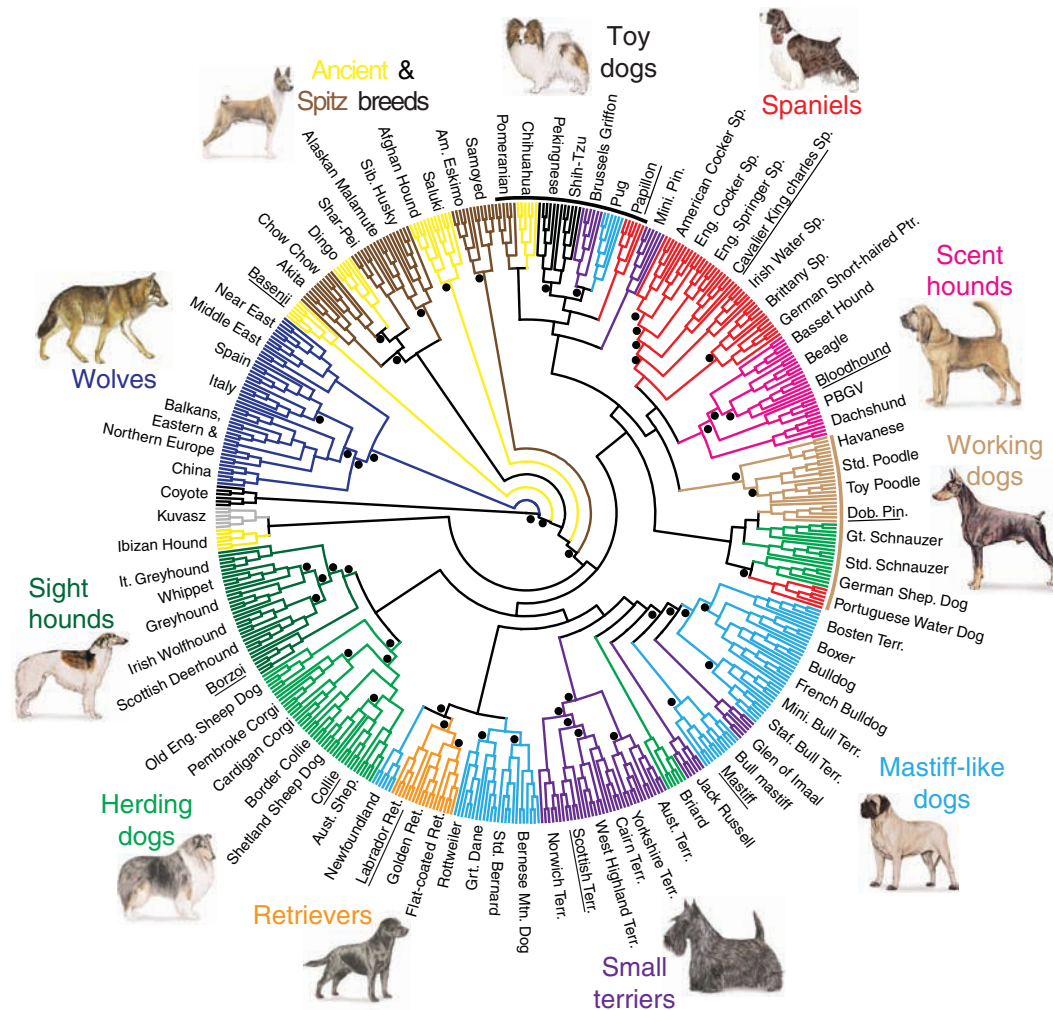 Ancient &
Spitz breeds
Toy
dogs
Spaniels
Scent
hounds
Working
dogs
Mastiff-like
dogs
Small
terriers
Retrievers
Herding
dogs
Sight
hounds
Wolves
Coyote
China
Balkans,
Eastern &
Northern Europe
Italy
Spain
Middle East
Near East
Basenji
Akita
Chow Chow
Dingo
Shar-Pei
Alaskan Malamute
Sib. Husky
Afghan Hound
Saluki
Am. Eskimo
Samoyed
Pomeranian
Chihuahua
Pekingnese
Shih-Tzu
Brussels Griffon
Pug
Papillon
Mini. Pin.
American Cocker Sp.
Eng. Cocker Sp.
Eng. Springer Sp.
Cavalier King charles Sp.
Irish Water Sp.
Brittany Sp.
German Short-haired Ptr.
Basset Hound
Beagle
Bloodhound
PBGV
Dachshund
Havanese
Std. Poodle
Toy Poodle
Dob. Pin.
Gt. Schnauzer
Std. Schnauzer
German Shep. Dog
Portuguese Water Dog
Bosten Terr.
Boxer
Bulldog
French Bulldog
Mini. Bull Terr.
Staf. Bull Terr.
Glen of Imaal
Bull mastiff
Mastiff
Jack Russell
Briard
Aust. Terr.
Yorkshire Terr.
Cairn Terr.
West Highland Terr.
Scottish Terr.
Norwich Terr.
Bernese Mtn. Dog
Std. Bernard
Grt. Dane
Rottweiler
Flat-coated Ret.
Golden Ret.
Labrador Ret.
Newfoundland
Aust. Shep.
Collie
Shetland Sheep Dog
Border Collie
Cardigan Corgi
Pembroke Corgi
Old Eng. Sheep Dog
Borzoi
Scottish Deerhound
Irish Wolfhound
Greyhound
Whippet
It. Greyhound
Ibizan Hound
Kuvasz